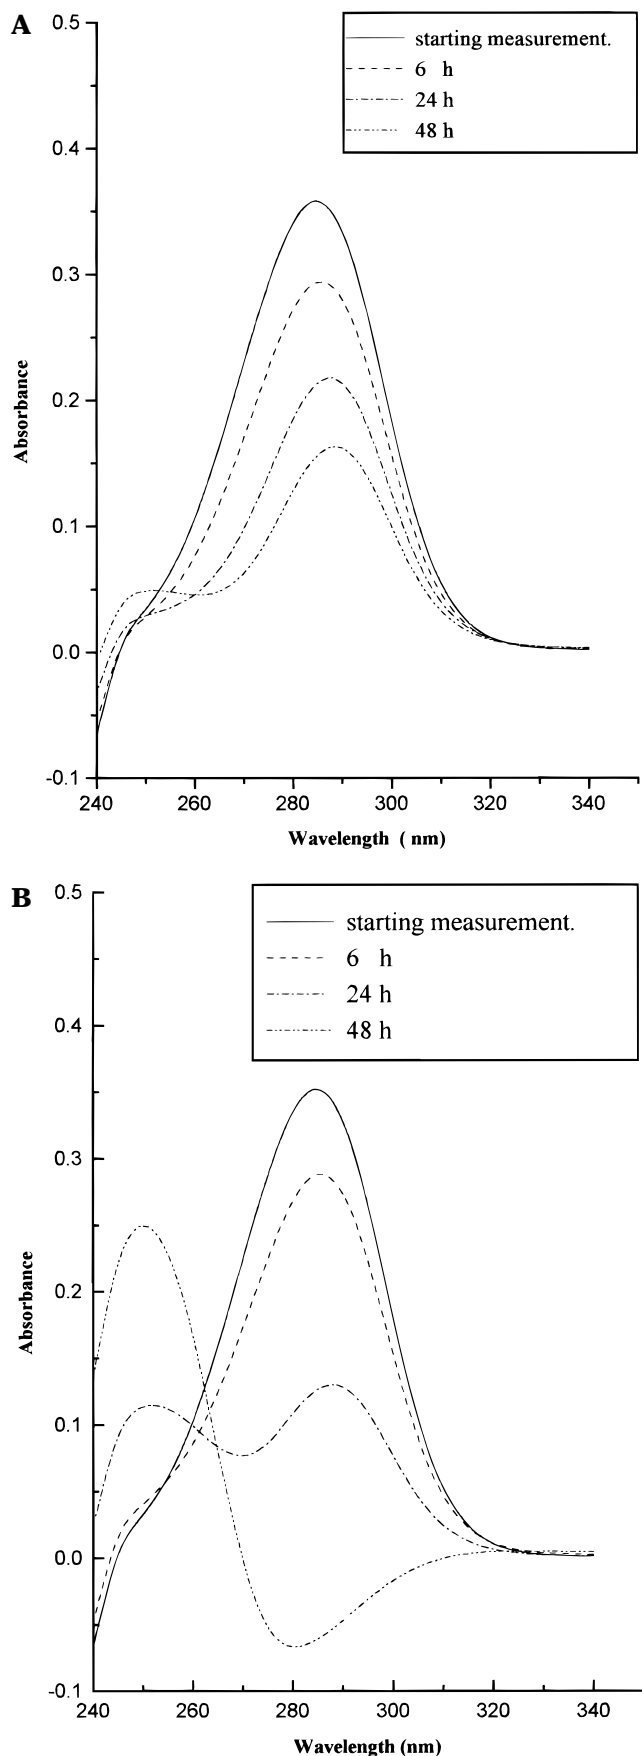 A
0.5
starting measurement.
6 h
24 h
48 h
0.4
0.3
0.2
0.1
0.0
-0.1
Absorbance
240 260 280 300 320 340
Wavelength ( nm)
B
0.5
starting measurement.
6 h
24 h
48 h
0.4
0.3
0.2
0.1
0.0
-0.1
Absorbance
240 260 280 300 320 340
Wavelength (nm)